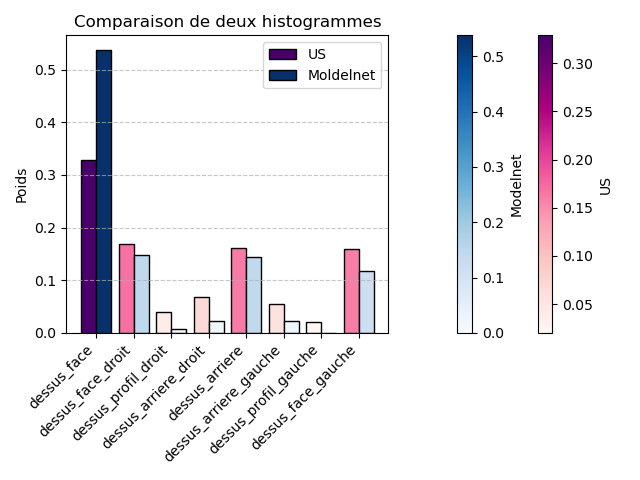 Comparaison de deux histogrammes
US
Moldelnet
Poids
0.5
0.4
0.3
0.2
0.1
0.0
dessus_face
dessus_face_droit
dessus_profil_droit
dessus_arriere_droit
dessus_arriere
dessus_arriere_gauche
dessus_profil_gauche
dessus_face_gauche
0.5
0.4
0.3
0.2
0.1
0.0
Modelnet
0.30
0.25
0.20
0.15
0.10
0.05
US